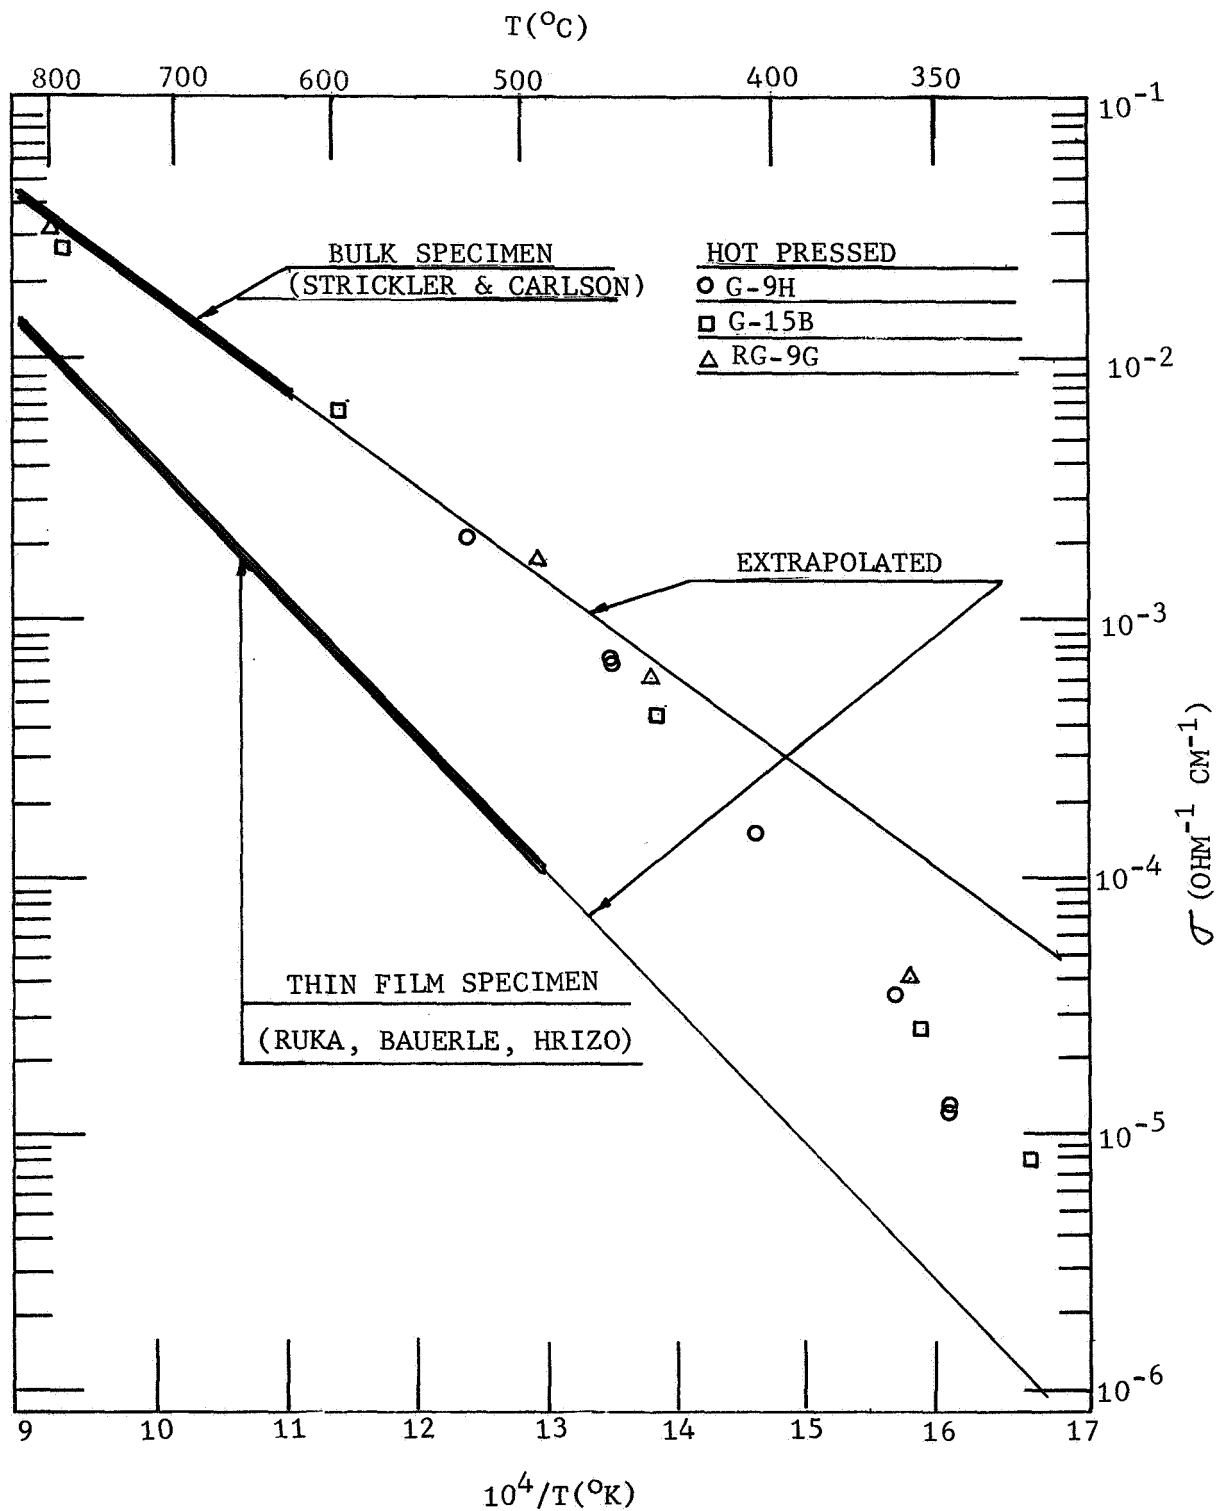 T(°C)
800 700 600 500 400 350
10⁻¹
BULK SPECIMEN
(STRICKLER & CARLSON)
HOT PRESSED
G-9H
G-15B
RG-9G
10⁻²
EXTRAPOLATED
10⁻³
σ (OHM⁻¹ CM⁻¹)
10⁻⁴
THIN FILM SPECIMEN
(RUKA, BAUERLE, HRIZO)
10⁻⁵
10⁻⁶
9 10 11 12 13 14 15 16 17
10⁴/T(°K)